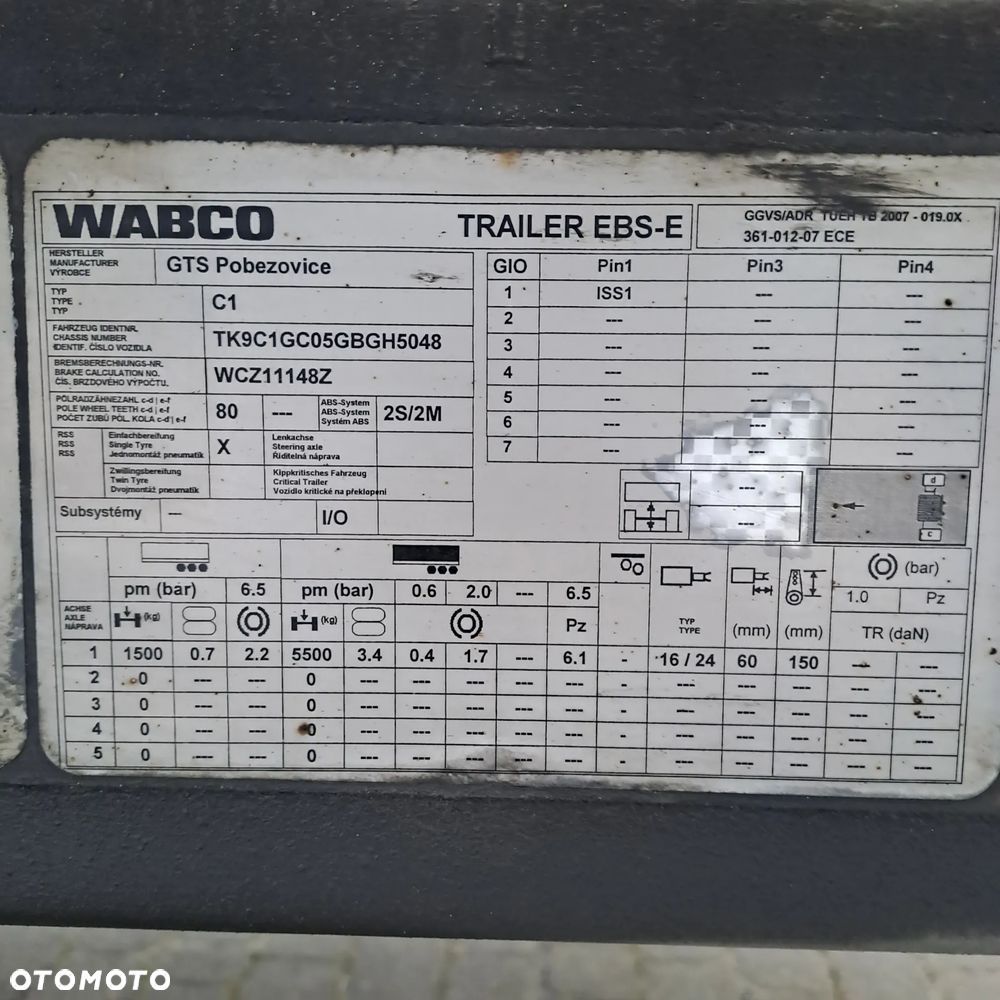 WABCO TRAILER EBS-E GGVS/ADR TUEH TB 2007 - 019.0X
361-012-07 ECE
HERSTELLER
MANUFACTURER
VÝROBCE
GTS Pobezovice
TYP
TYPE
TYP
C1
FAHRZEUG IDENTNR.
CHASSIS NUMBER
IDENTIF. ČÍSLO VOZIDLA
TK9C1GC05GBGH5048
BREMSBERECHNUNGS-NR.
BRAKE CALCULATION NO.
ČÍS. BRZDOVÉHO VÝPOČTU.
WCZ11148Z
POLRADZÄHNEZAHL c-d | e-f
POLE WHEEL TEETH c-d | e-f
POČET ZUBŮ PÓL. KOLA c-d | e-f
80 ---
ABS-System
ABS-System
Systém ABS
2S/2M
RSS Einfachbereifung
RSS Single Tyre
RSS Jednomontáž pneumatik
X
Lenkachse
Steering axle
Řiditelná náprava
Zwillingsbereifung
Twin Tyre
Dvojmontáž pneumatik
Kippkritisches Fahrzeug
Critical Trailer
Vozidlo kritické na překlopení
Subsystémy --- I/O
GIO Pin1 Pin3 Pin4
1 ISS1 --- ---
2 --- --- ---
3 --- --- ---
4 --- --- ---
5 --- --- ---
6 --- --- ---
7 --- --- ---
---
---
d
c
pm (bar) 6.5 pm (bar) 0.6 2.0 --- 6.5
(bar)
1.0 Pz
ACHSE
AXLE
NÁPRAVA
(kg) (kg) Pz
TYP
TYPE
(mm) (mm) TR (daN)
1 1500 0.7 2.2 5500 3.4 0.4 1.7 --- 6.1 - 16 / 24 60 150 --- ---
2 0 --- --- 0 --- --- --- --- --- - --- --- --- --- ---
3 0 --- --- 0 --- --- --- --- --- - --- --- --- --- ---
4 0 --- --- 0 --- --- --- --- --- - --- --- --- --- ---
5 0 --- --- 0 --- --- --- --- --- - --- --- --- --- ---
OTOMOTO